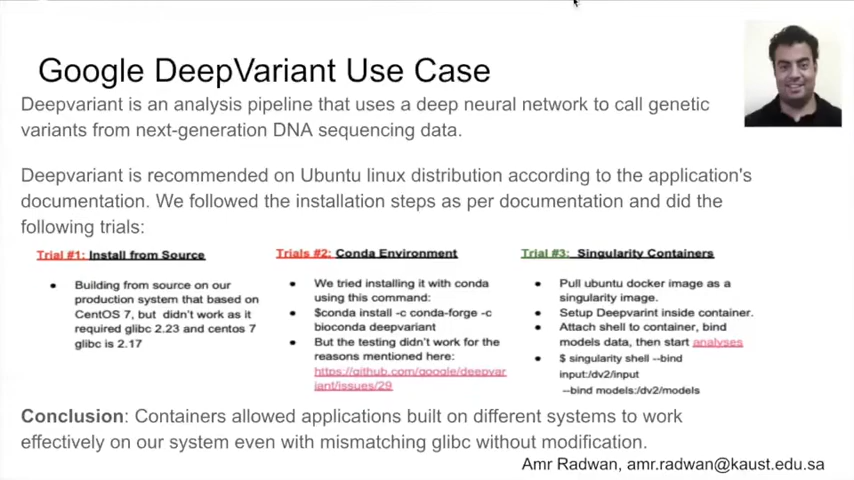 Google DeepVariant Use Case
Deepvariant is an analysis pipeline that uses a deep neural network to call genetic
variants from next-generation DNA sequencing data.
Deepvariant is recommended on Ubuntu linux distribution according to the application's
documentation. We followed the installation steps as per documentation and did the
following trials:
Trial #1: Install from Source
• Building from source on our
production system that based on
CentOS 7, but didn't work as it
required glibc 2.23 and centos 7
glibc is 2.17
Trials #2: Conda Environment
• We tried installing it with conda
using this command:
• $conda install -c conda-forge -c
bioconda deepvariant
• But the testing didn't work for the
reasons mentioned here:
https://github.com/google/deepvar
iant/issues/29
Trial #3: Singularity Containers
• Pull ubuntu docker image as a
singularity image.
• Setup Deepvarint inside container.
• Attach shell to container, bind
models data, then start analyses
• $ singularity shell --bind
input:/dv2/input
--bind models:/dv2/models
Conclusion: Containers allowed applications built on different systems to work
effectively on our system even with mismatching glibc without modification.
Amr Radwan, amr.radwan@kaust.edu.sa